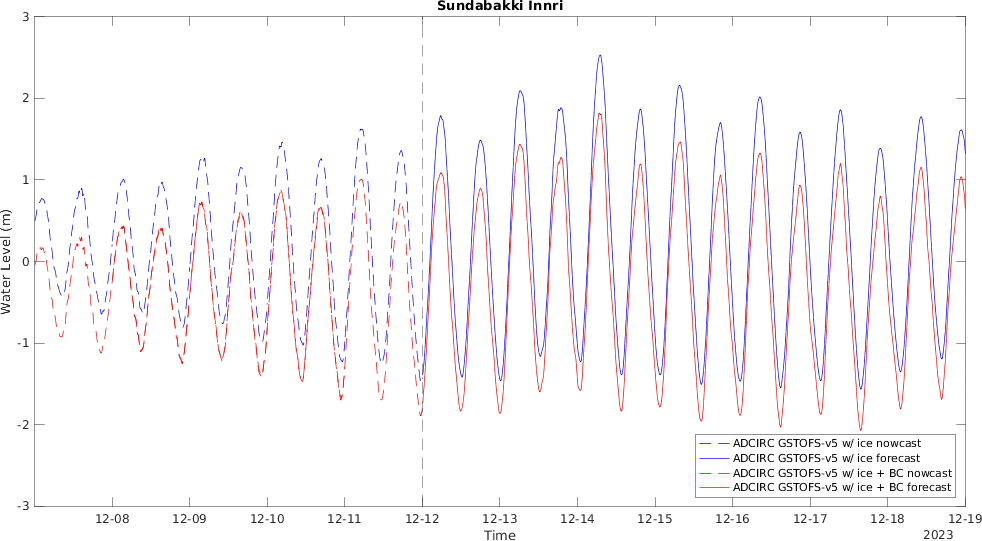 Sundabakki Innri
3
2
1
0
-1
-2
-3
Water Level (m)
ADCIRC GSTOFS-v5 w/ ice nowcast
ADCIRC GSTOFS-v5 w/ ice forecast
ADCIRC GSTOFS-v5 w/ ice + BC nowcast
ADCIRC GSTOFS-v5 w/ ice + BC forecast
12-08 12-09 12-10 12-11 12-12 12-13 12-14 12-15 12-16 12-17 12-18 12-19
Time
2023